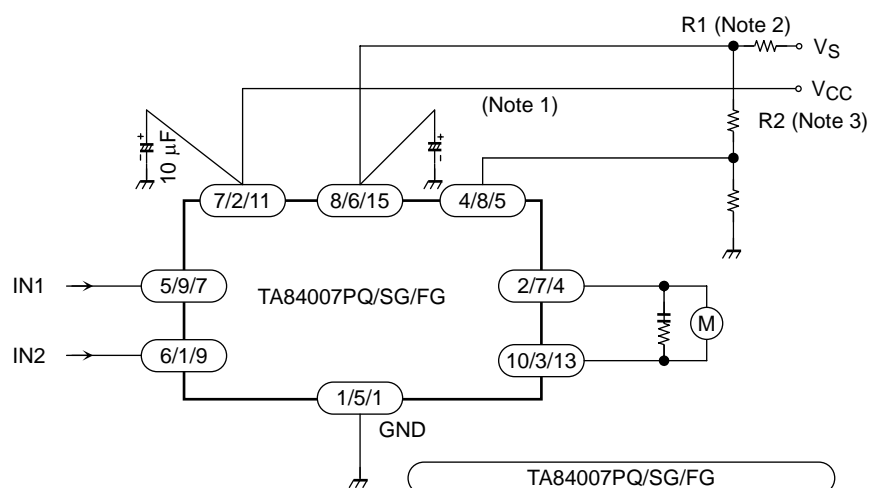 R1 (Note 2)
VS
VCC
(Note 1)
R2 (Note 3)
+
-
10 μF
+
-
7/2/11
8/6/15
4/8/5
IN1
5/9/7
TA84007PQ/SG/FG
2/7/4
M
IN2
6/1/9
10/3/13
1/5/1
GND
TA84007PQ/SG/FG